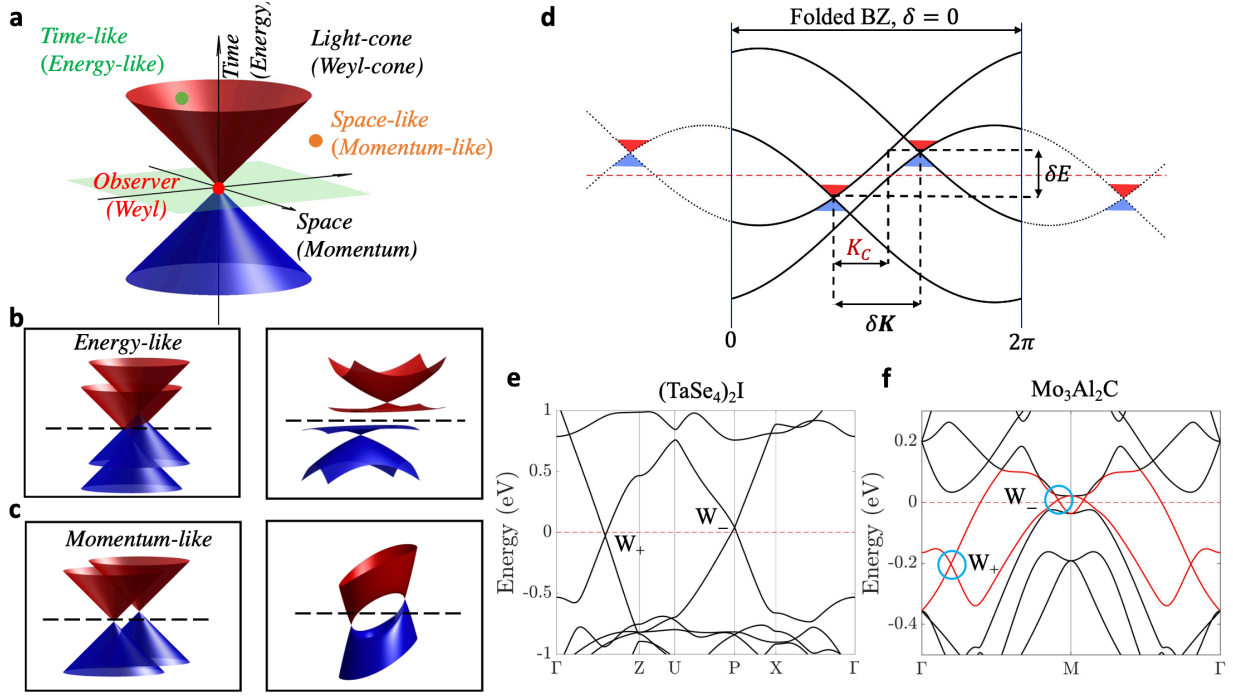 a
Time-like
(Energy-like)
Time
(Energy)
Light-cone
(Weyl-cone)
Space-like
(Momentum-like)
Observer
(Weyl)
Space
(Momentum)
b
Energy-like
c
Momentum-like
d
Folded BZ, δ = 0
δE
K_C
δK
0
2π
e
(TaSe₄)₂I
Energy (eV)
1
0.5
0
-0.5
-1
W₊
W₋
Γ Z U P X Γ
f
Mo₃Al₂C
Energy (eV)
0.2
0
-0.2
-0.4
W₋
W₊
Γ M Γ